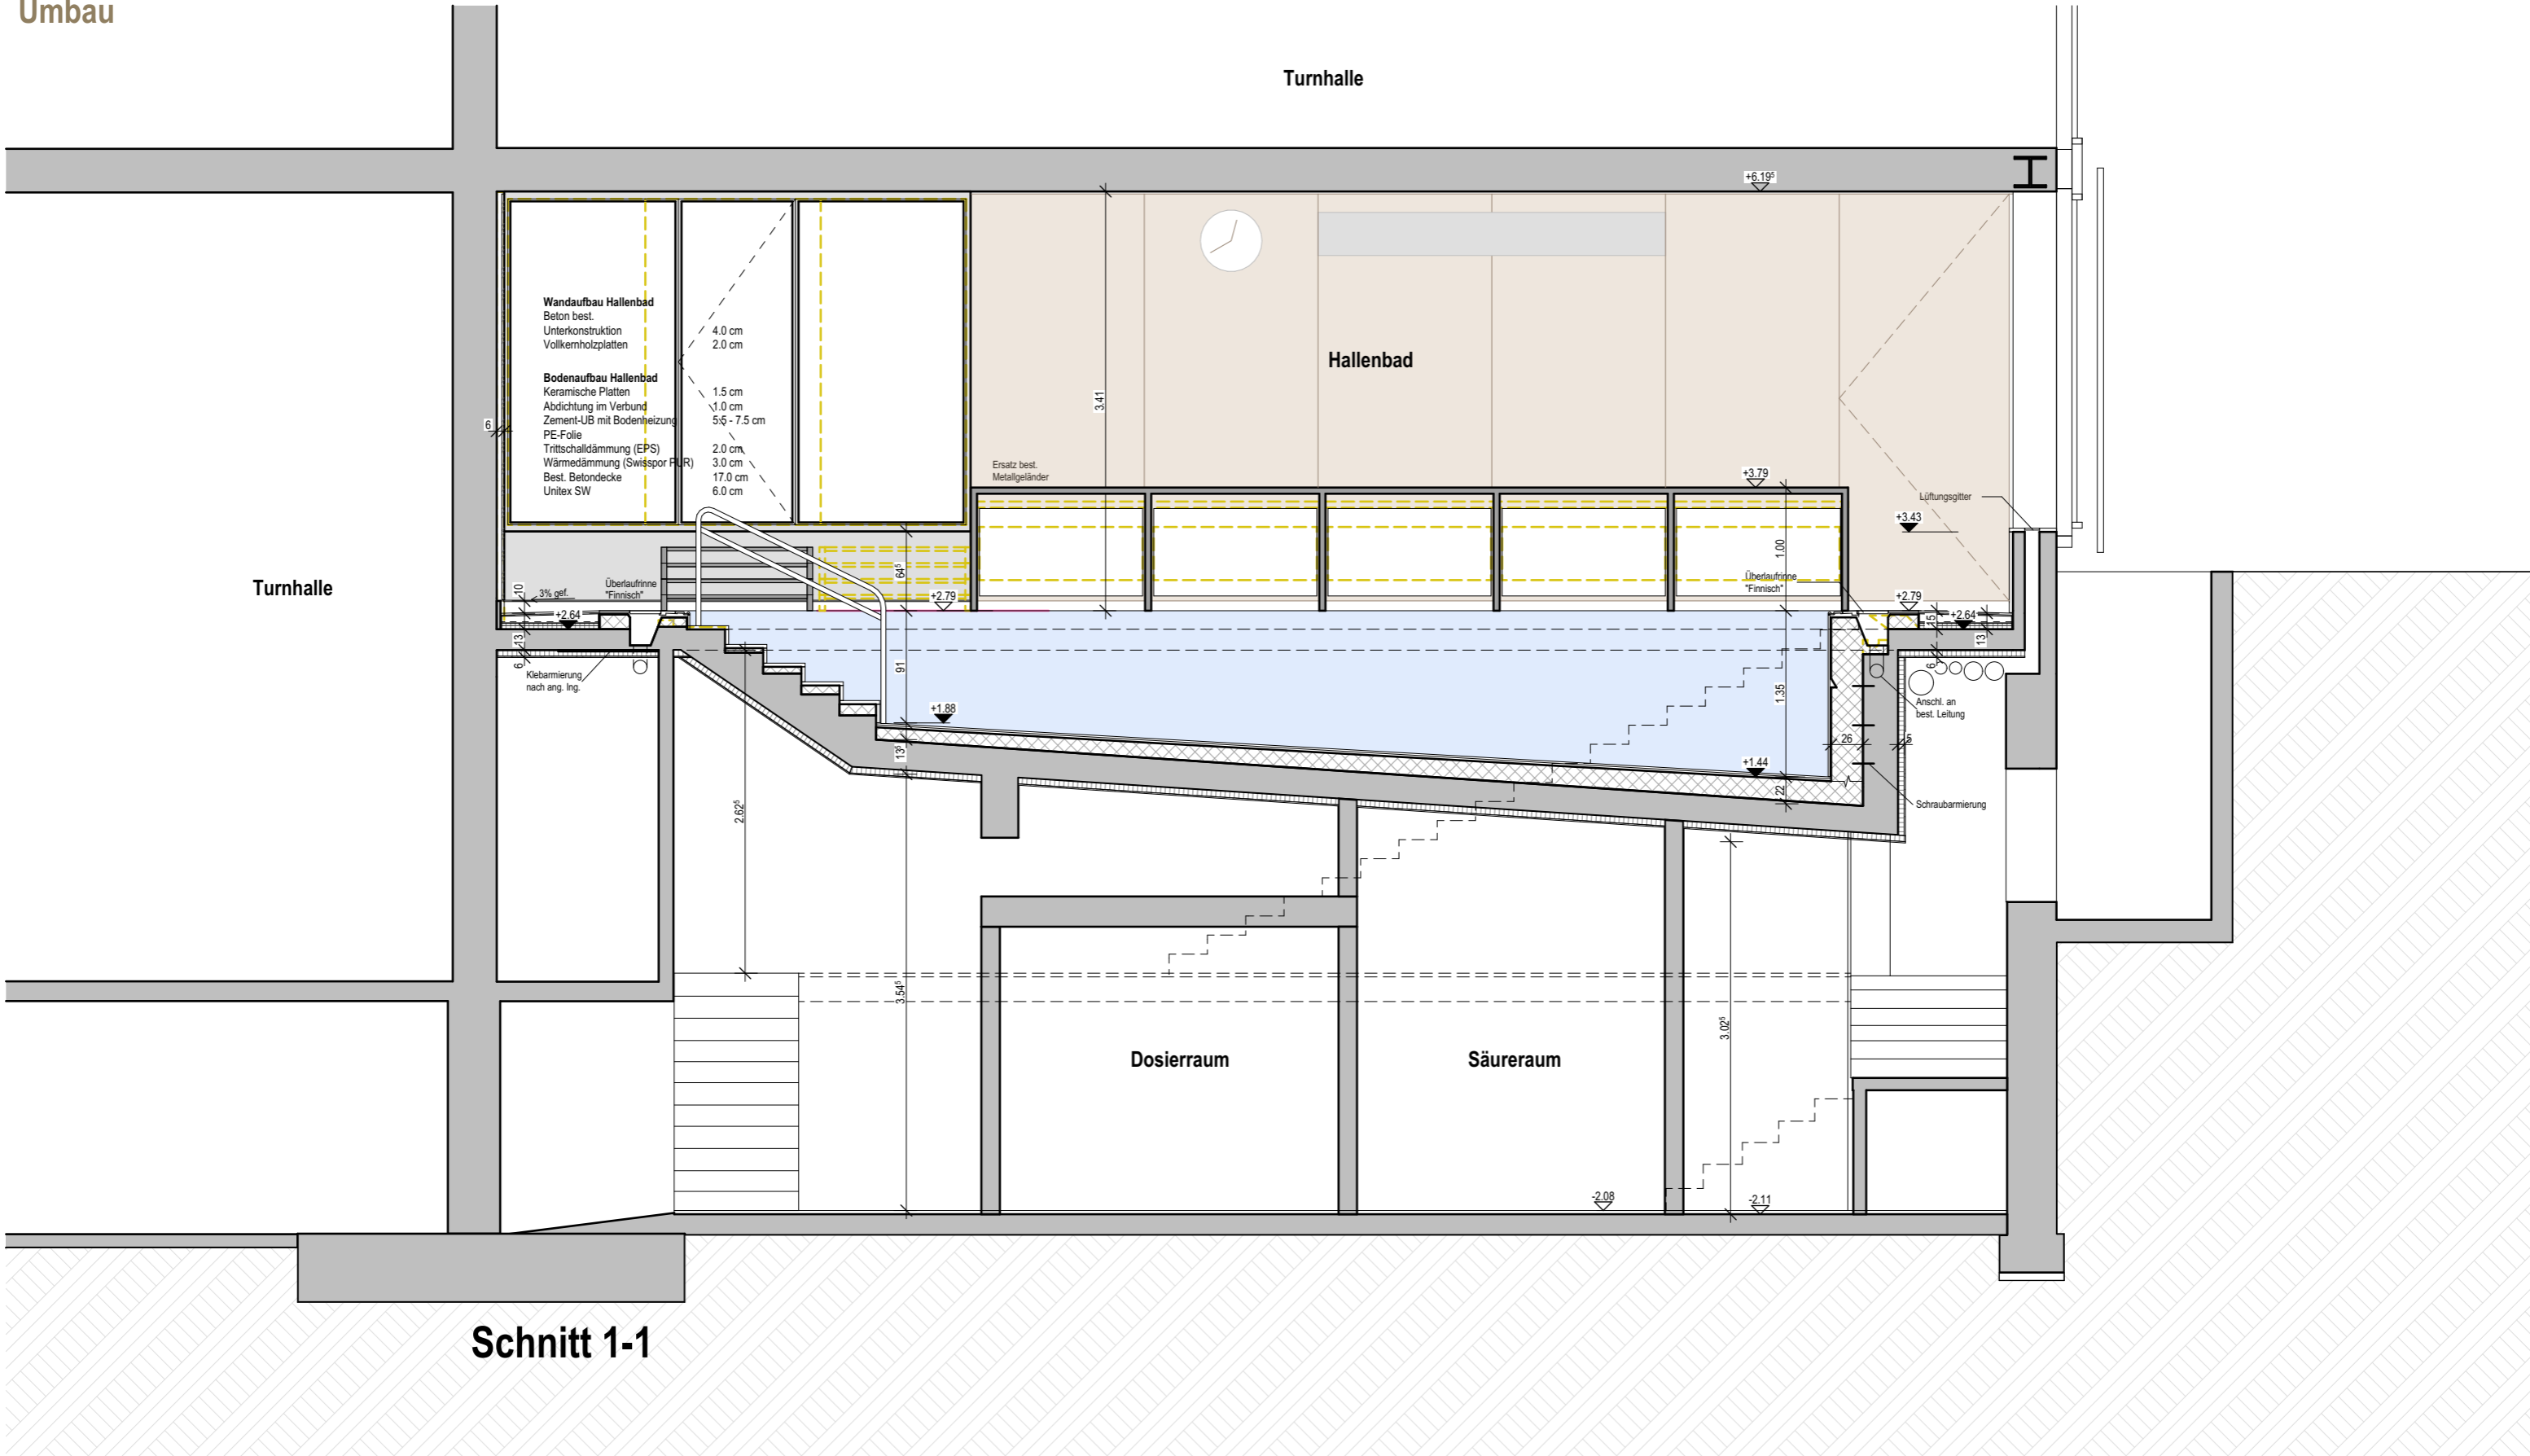 Umbau
Turnhalle
+6.19⁵
Wandaufbau Hallenbad
Beton best.
Unterkonstruktion 4.0 cm
Vollkernholzplatten 2.0 cm
Hallenbad
Bodenaufbau Hallenbad
Keramische Platten 1.5 cm
Abdichtung im Verbund 1.0 cm
Zement-UB mit Bodenheizung 5.5 - 7.5 cm
PE-Folie
Trittschalldämmung (EPS) 2.0 cm
Wärmedämmung (Swisspor PUR) 3.0 cm
Best. Betondecke 17.0 cm
Unitex SW 6.0 cm
3.41
6
Ersatz best.
Metallgeländer
+3.79
Lüftungsgitter
+3.43
1.00
64⁵
Turnhalle
Überlaufrinne
"Finnisch"
Überlaufrinne
"Finnisch"
10
3% gef.
+2.79
+2.79
+2.64
+2.64
15
13
13
6
6
Klebarmierung
nach ang. Ing.
91
1.35
Anschl. an
best. Leitung
+1.88
26
5
13⁵
+1.44
22
Schraubarmierung
2.62⁵
3.54⁵
3.02⁵
Dosierraum
Säureraum
-2.08
-2.11
Schnitt 1-1